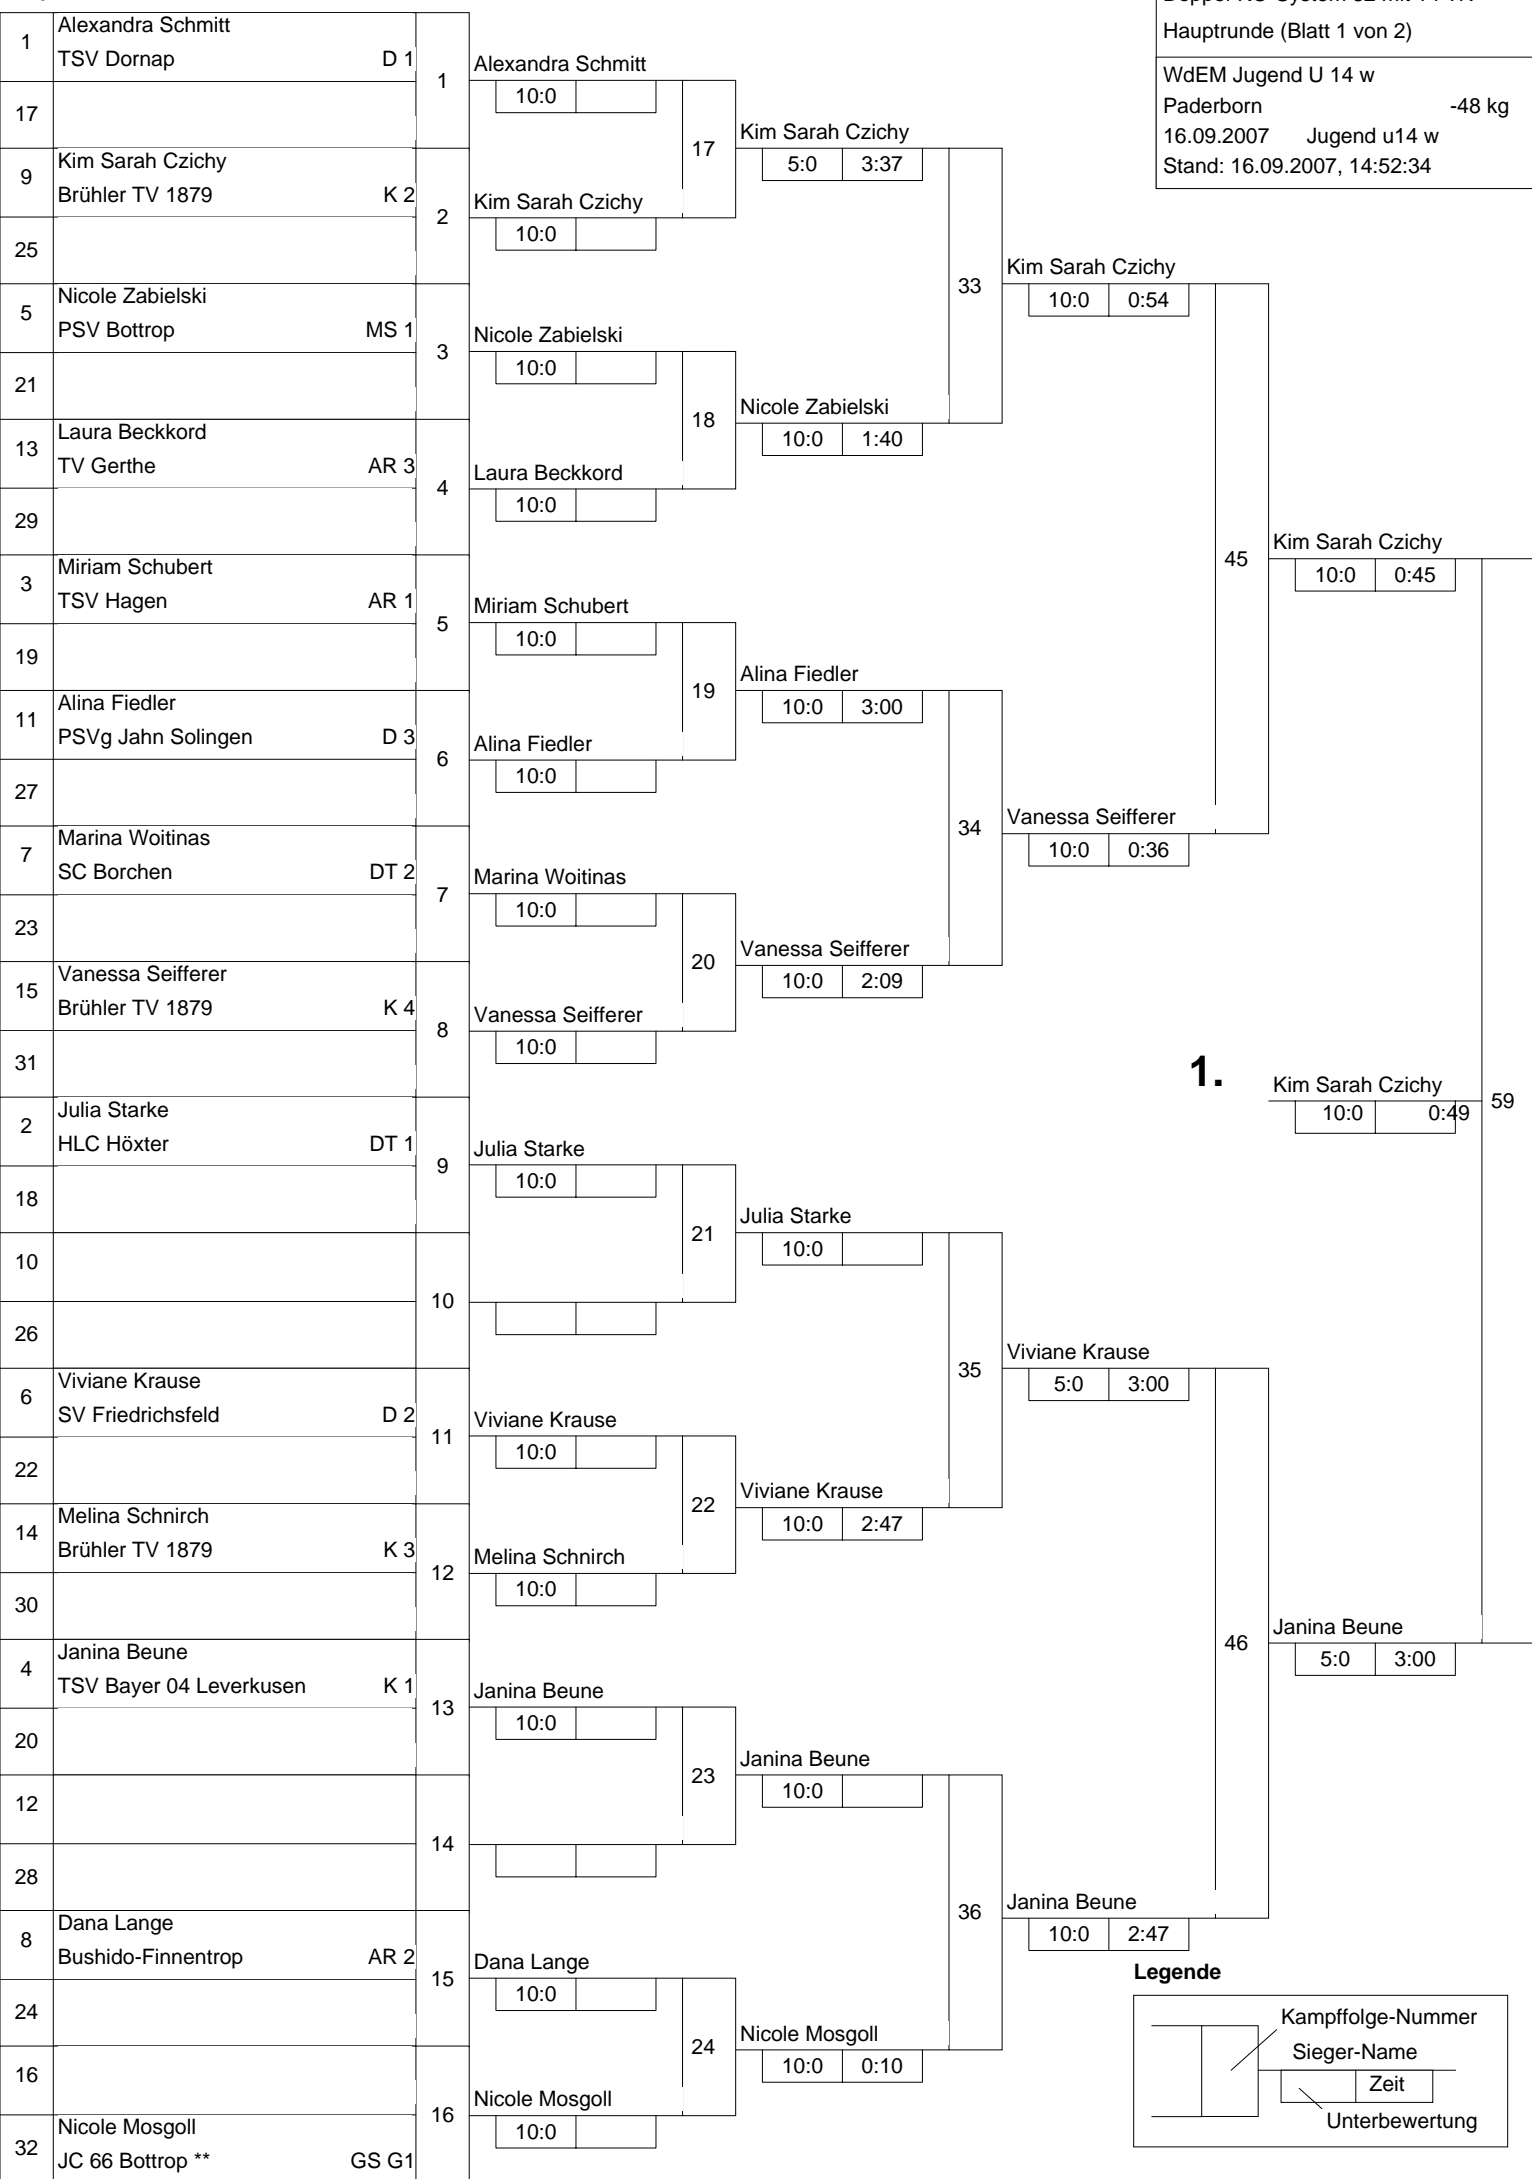 Hauptrunde (Blatt 1 von 2)
WdEM Jugend U 14 w
Paderborn -48 kg
16.09.2007 Jugend u14 w
Stand: 16.09.2007, 14:52:34
1 Alexandra Schmitt
TSV Dornap D 1
17
9 Kim Sarah Czichy
Brühler TV 1879 K 2
25
5 Nicole Zabielski
PSV Bottrop MS 1
21
13 Laura Beckkord
TV Gerthe AR 3
29
3 Miriam Schubert
TSV Hagen AR 1
19
11 Alina Fiedler
PSVg Jahn Solingen D 3
27
7 Marina Woitinas
SC Borchen DT 2
23
15 Vanessa Seifferer
Brühler TV 1879 K 4
31
2 Julia Starke
HLC Höxter DT 1
18
10
26
6 Viviane Krause
SV Friedrichsfeld D 2
22
14 Melina Schnirch
Brühler TV 1879 K 3
30
4 Janina Beune
TSV Bayer 04 Leverkusen K 1
20
12
28
8 Dana Lange
Bushido-Finnentrop AR 2
24
16
32 Nicole Mosgoll
JC 66 Bottrop ** GS G1
1 Alexandra Schmitt
10:0
2 Kim Sarah Czichy
10:0
3 Nicole Zabielski
10:0
4 Laura Beckkord
10:0
5 Miriam Schubert
10:0
6 Alina Fiedler
10:0
7 Marina Woitinas
10:0
8 Vanessa Seifferer
10:0
9 Julia Starke
10:0
10
11 Viviane Krause
10:0
12 Melina Schnirch
10:0
13 Janina Beune
10:0
14
15 Dana Lange
10:0
16 Nicole Mosgoll
10:0
17 Kim Sarah Czichy
5:0 3:37
18 Nicole Zabielski
10:0 1:40
19 Alina Fiedler
10:0 3:00
20 Vanessa Seifferer
10:0 2:09
21 Julia Starke
10:0
22 Viviane Krause
10:0 2:47
23 Janina Beune
10:0
24 Nicole Mosgoll
10:0 0:10
33 Kim Sarah Czichy
10:0 0:54
34 Vanessa Seifferer
10:0 0:36
35 Viviane Krause
5:0 3:00
36 Janina Beune
10:0 2:47
45 Kim Sarah Czichy
10:0 0:45
46 Janina Beune
5:0 3:00
1. Kim Sarah Czichy 59
10:0 0:49
Legende
Kampffolge-Nummer
Sieger-Name
Zeit
Unterbewertung